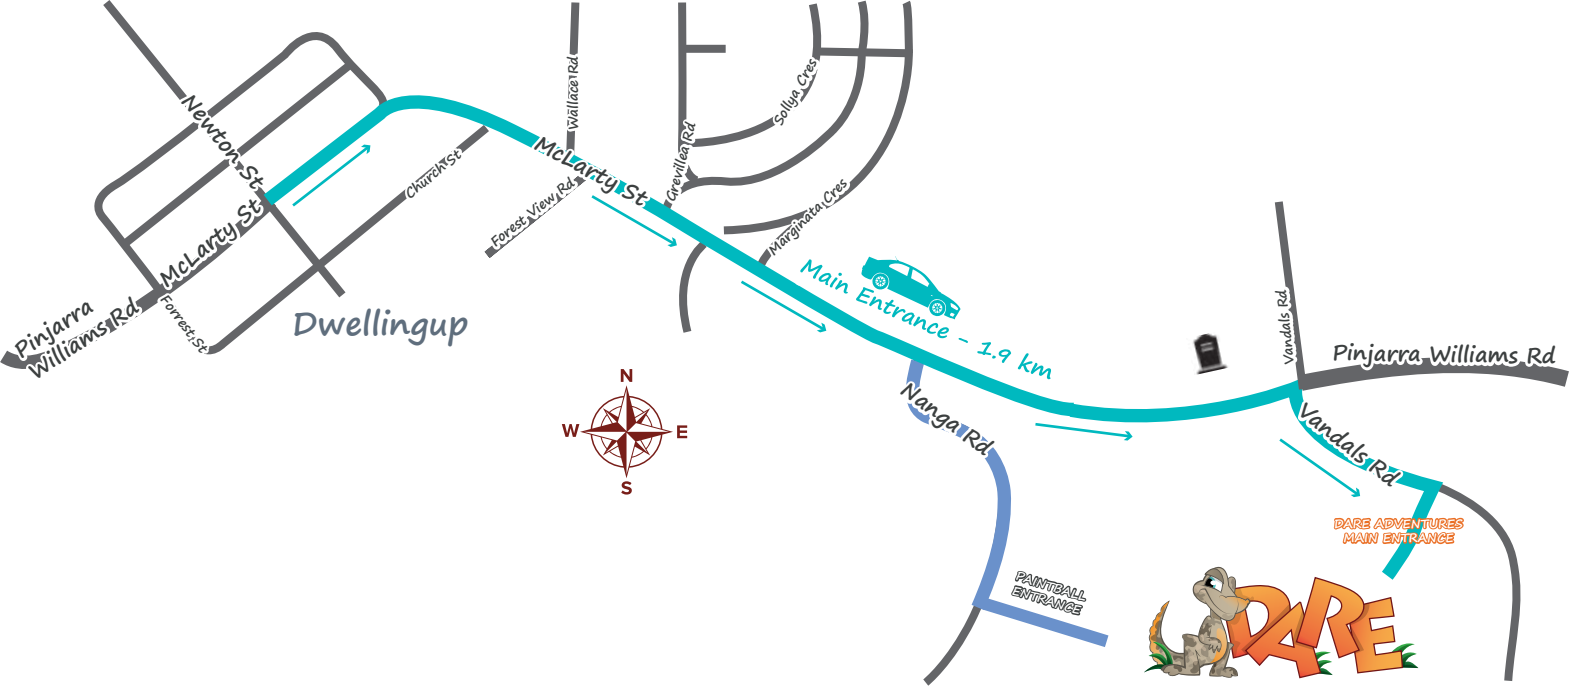 Newton St
McLarty St
Pinjarra
Williams Rd
Forrest St
Church St
Dwellingup
Wallace Rd
McLarty St
Forest View Rd
Grevillea Rd
Sollya Cres
Marginata Cres
Main Entrance - 1.9 km
N
W
E
S
Nanga Rd
Vandals Rd
Pinjarra Williams Rd
Vandals Rd
DARE ADVENTURES
MAIN ENTRANCE
PAINTBALL
ENTRANCE
DARE